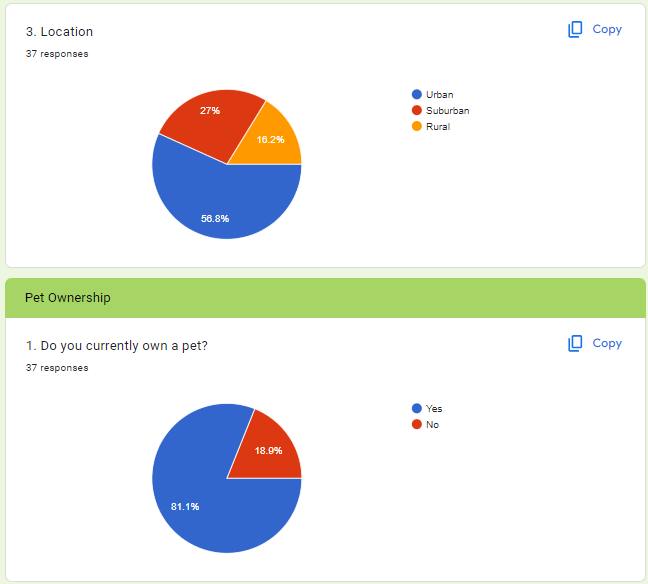 3. Location
Copy
37 responses
27%
16.2%
56.8%
Urban
Suburban
Rural
Pet Ownership
1. Do you currently own a pet?
Copy
37 responses
18.9%
81.1%
Yes
No